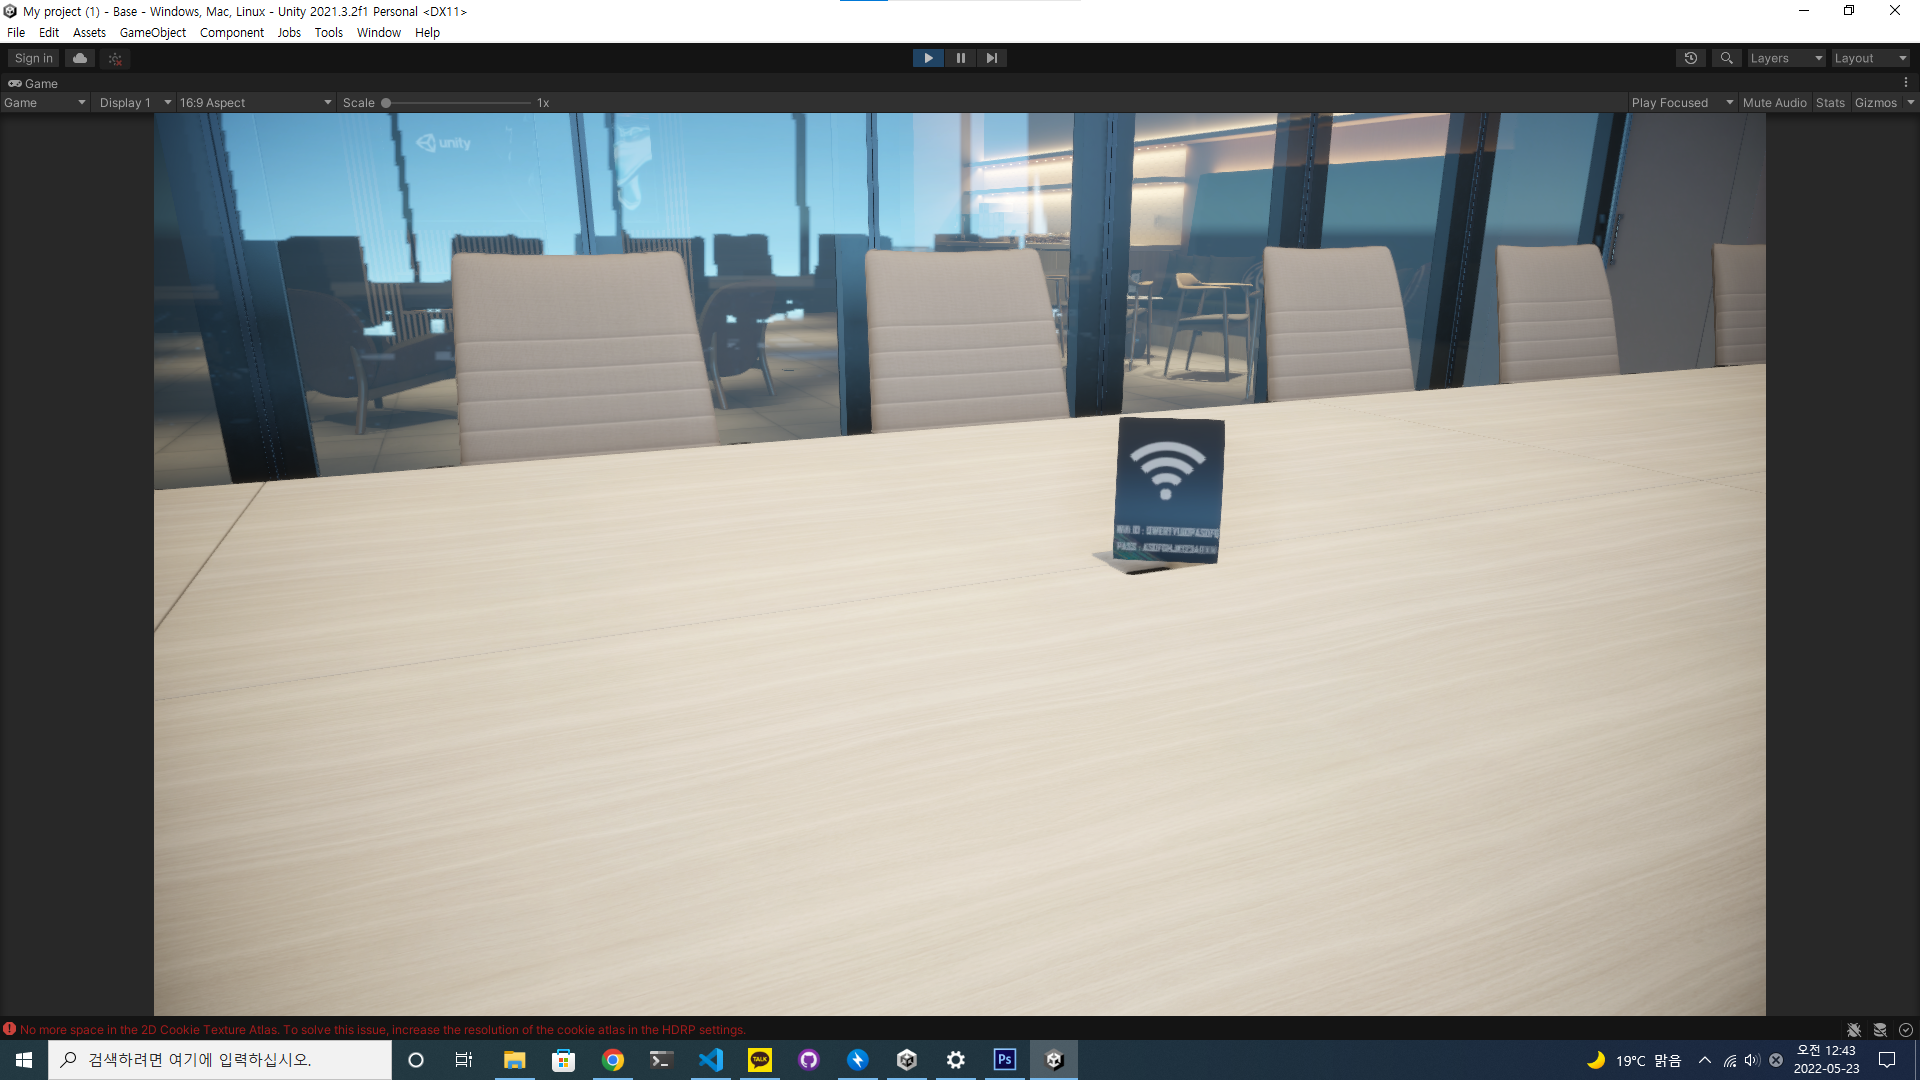 My project (1) - Base - Windows, Mac, Linux - Unity 2021.3.2f1 Personal <DX11>
File Edit Assets GameObject Component Jobs Tools Window Help
Sign in Layers Layout
Game
Game Display 1 16:9 Aspect Scale 1x Play Focused Mute Audio Stats Gizmos
unity
ID :
PASS :
No more space in the 2D Cookie Texture Atlas. To solve this issue, increase the resolution of the cookie atlas in the HDRP settings.
검색하려면 여기에 입력하십시오.
TALK
Ps
19°C 맑음
오전 12:43
2022-05-23